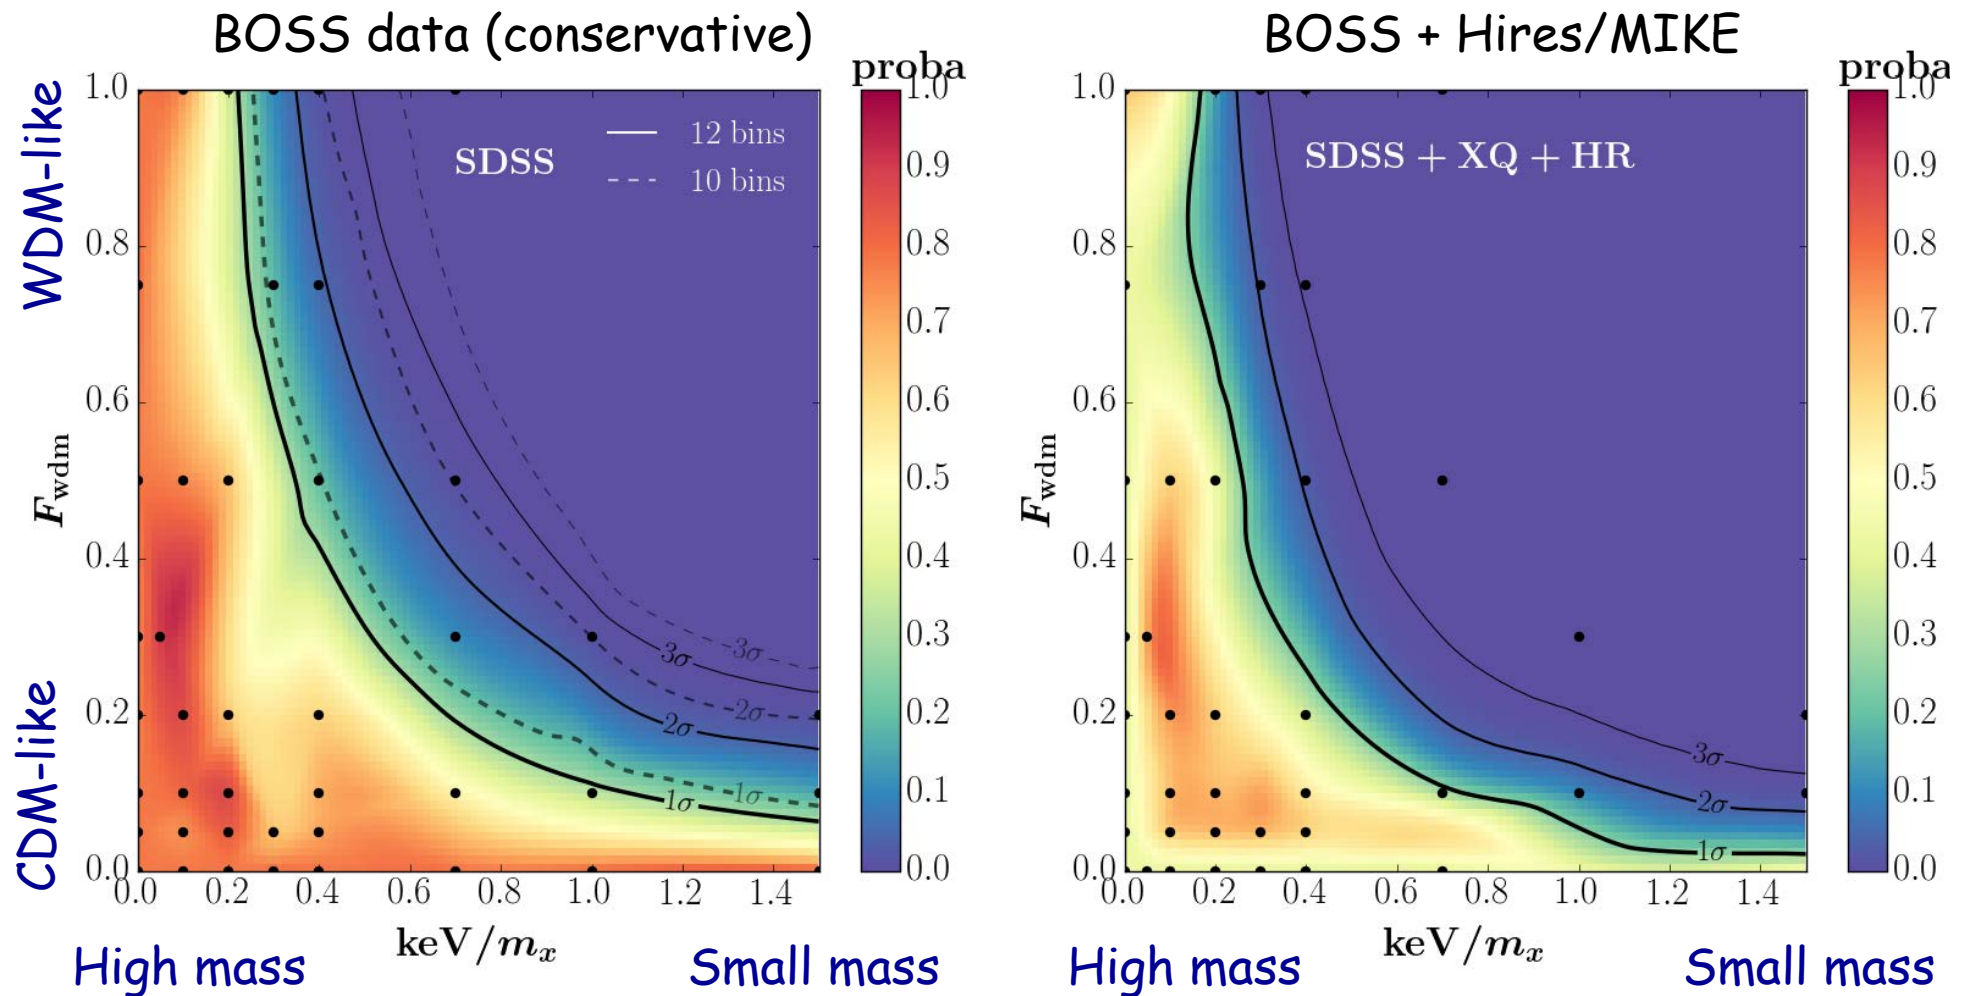 BOSS data (conservative)
proba
WDM-like
CDM-like
F_wdm
1.0
0.8
0.6
0.4
0.2
0.0
SDSS
12 bins
10 bins
3σ
3σ
2σ
2σ
1σ
1σ
0.0 0.2 0.4 0.6 0.8 1.0 1.2 1.4
keV/m_x
High mass
Small mass
1.0
0.9
0.8
0.7
0.6
0.5
0.4
0.3
0.2
0.1
0.0
BOSS + Hires/MIKE
proba
F_wdm
1.0
0.8
0.6
0.4
0.2
0.0
SDSS + XQ + HR
3σ
2σ
1σ
0.0 0.2 0.4 0.6 0.8 1.0 1.2 1.4
keV/m_x
High mass
Small mass
1.0
0.9
0.8
0.7
0.6
0.5
0.4
0.3
0.2
0.1
0.0